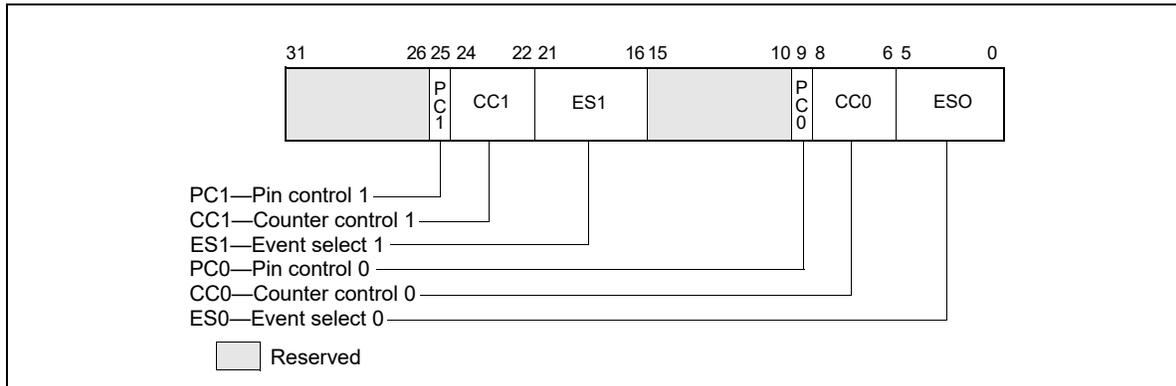 31 26 25 24 22 21 16 15 10 9 8 6 5 0
PC1 CC1 ES1 PC0 CC0 ESO
PC1—Pin control 1
CC1—Counter control 1
ES1—Event select 1
PC0—Pin control 0
CC0—Counter control 0
ES0—Event select 0
Reserved